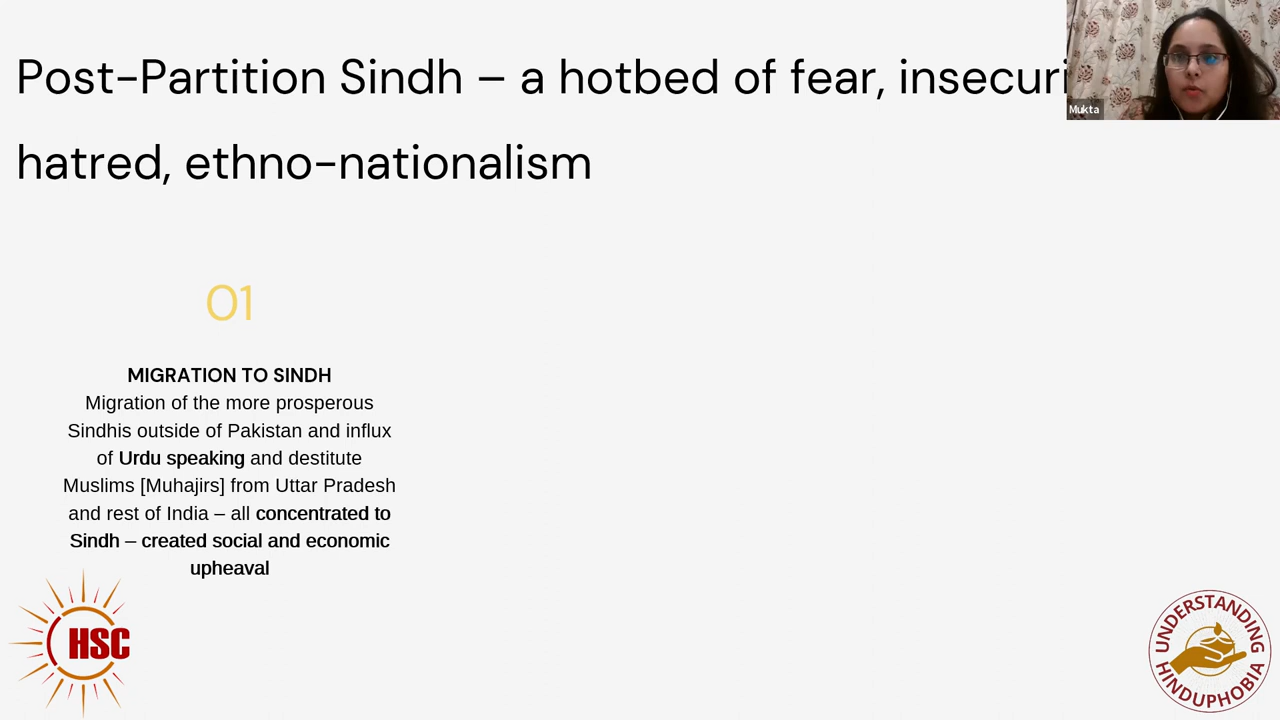 Post-Partition Sindh – a hotbed of fear, insecuri
hatred, ethno-nationalism
Mukta
01
MIGRATION TO SINDH
Migration of the more prosperous
Sindhis outside of Pakistan and influx
of Urdu speaking and destitute
Muslims [Muhajirs] from Uttar Pradesh
and rest of India – all concentrated to
Sindh – created social and economic
upheaval
HSC
UNDERSTANDING
HINDUPHOBIA